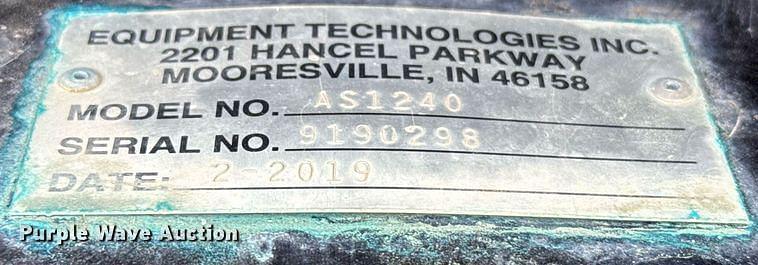 EQUIPMENT TECHNOLOGIES INC.
2201 HANCEL PARKWAY
MOORESVILLE, IN 46158
MODEL NO. AS1240
SERIAL NO. 9190298
DATE: 2-2019
Purple Wave Auction